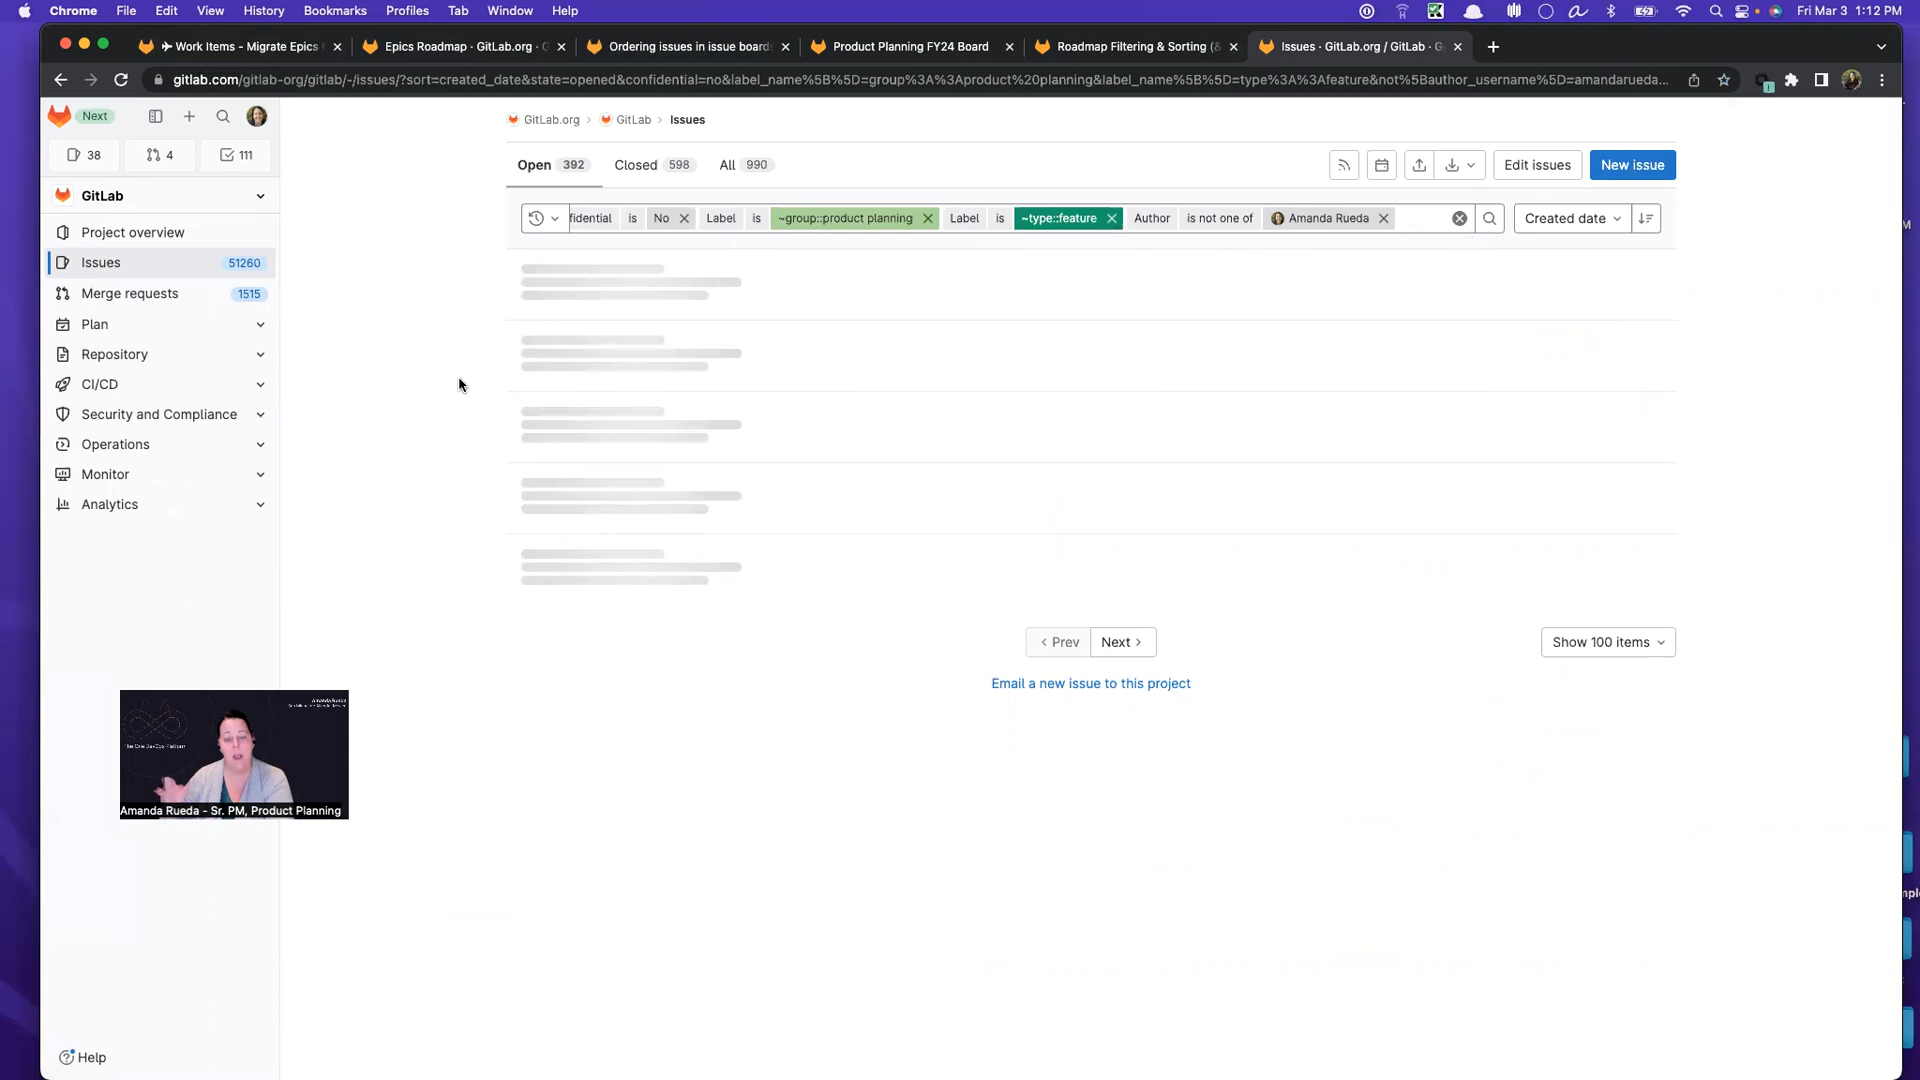 Chrome File Edit View History Bookmarks Profiles Tab Window Help Fri Mar 3 1:12 PM
Work Items - Migrate Epics Epics Roadmap · GitLab.org · G Ordering issues in issue board Product Planning FY24 Board Roadmap Filtering & Sorting (& Issues · GitLab.org / GitLab · G
gitlab.com/gitlab-org/gitlab/-/issues/?sort=created_date&state=opened&confidential=no&label_name%5B%5D=group%3A%3Aproduct%20planning&label_name%5B%5D=type%3A%3Afeature&not%5Bauthor_username%5D=amandarueda...
Next
38 4 111
GitLab
Project overview
Issues 51260
Merge requests 1515
Plan
Repository
CI/CD
Security and Compliance
Operations
Monitor
Analytics
Help
GitLab.org › GitLab › Issues
Open 392 Closed 598 All 990 Edit issues New issue
fidential is No Label is ~group::product planning Label is ~type::feature Author is not one of Amanda Rueda Created date
Prev Next Show 100 items
Email a new issue to this project
Amanda Rueda
The One DevOps Platform
Amanda Rueda - Sr. PM, Product Planning